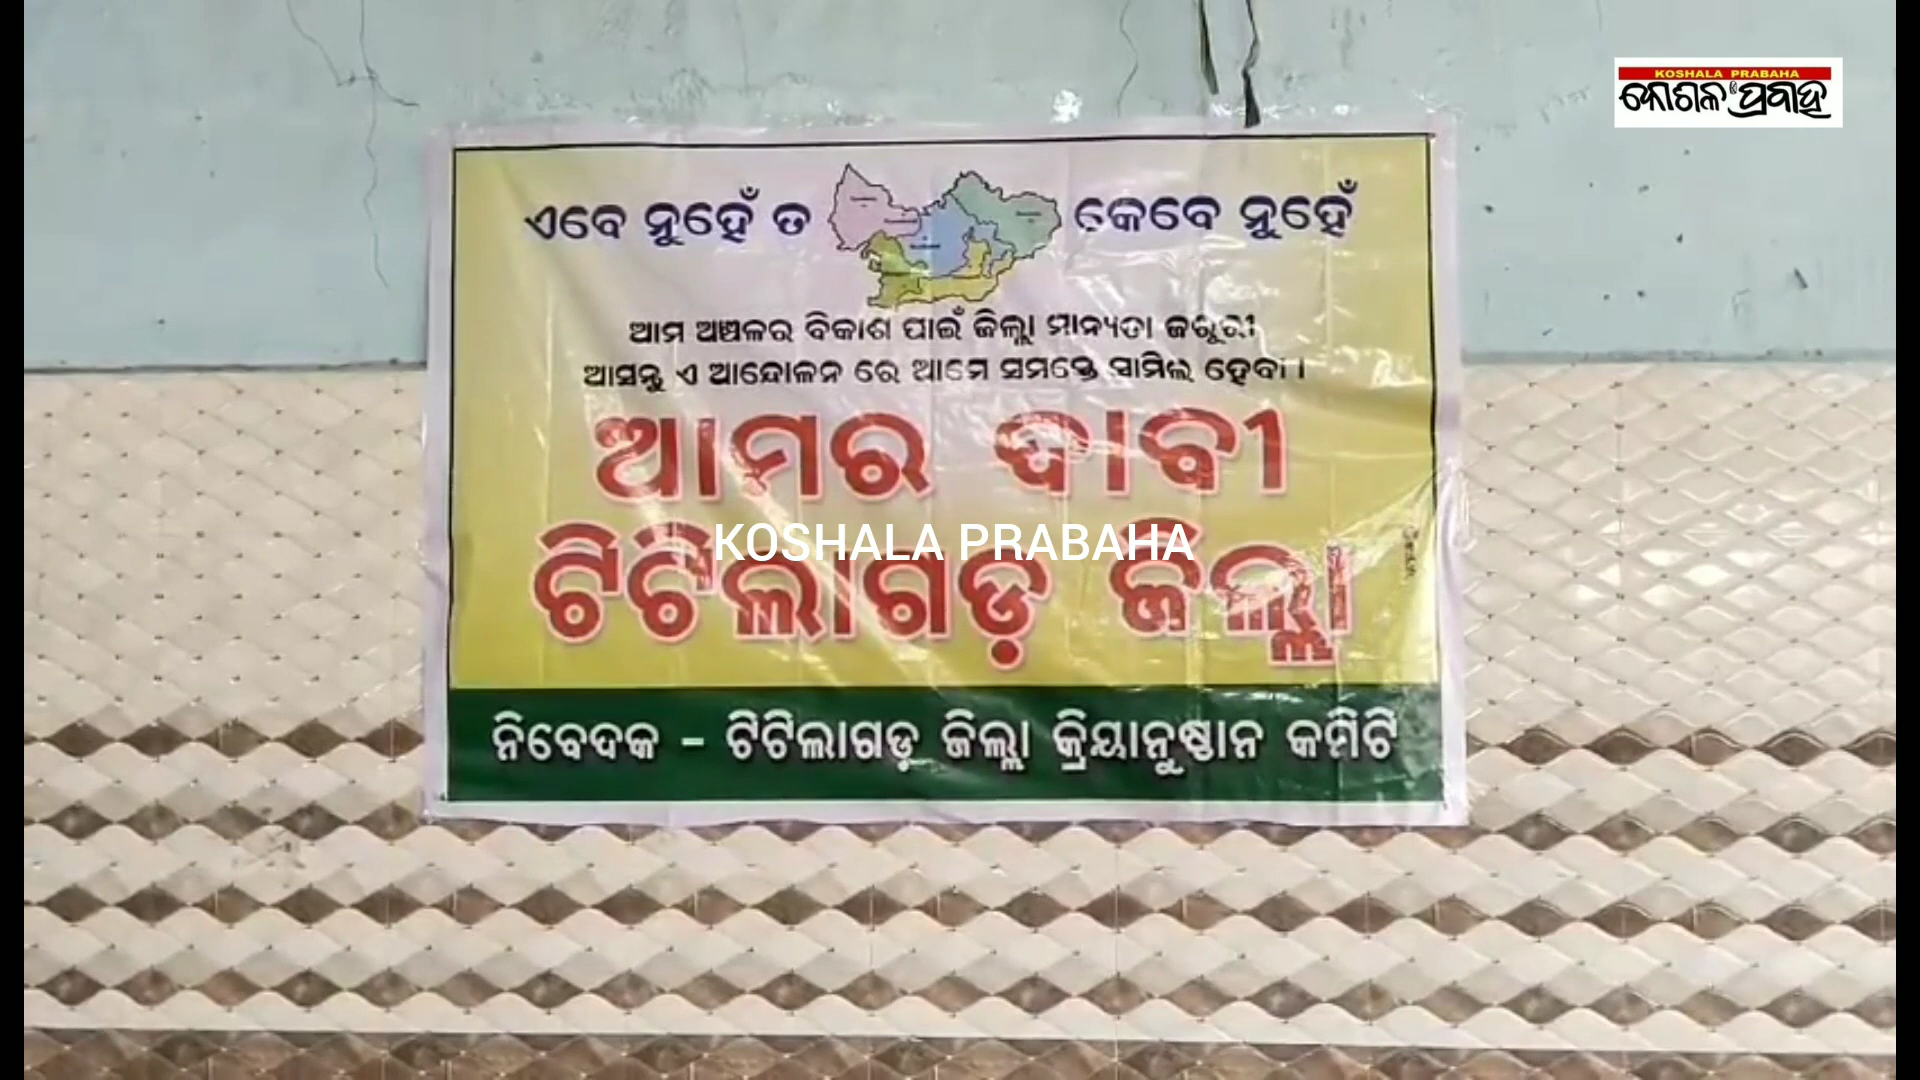 KOSHALA PRABAHA
କୋଶଳ ପ୍ରବାହ
ଏବେ ନୁହେଁ ତ କେବେ ନୁହେଁ
ଆମ ଅଞ୍ଚଳର ବିକାଶ ପାଇଁ ଜିଲ୍ଲା ମାନ୍ୟତା ଜରୁରୀ
ଆସନ୍ତୁ ଏ ଆନ୍ଦୋଳନ ରେ ଆମେ ସମସ୍ତେ ସାମିଲ ହେବା ।
ଆମର ଦାବୀ
KOSHALA PRABAHA
ଟିଟିଲାଗଡ଼ ଜିଲ୍ଲା
ନିବେଦକ - ଟିଟିଲାଗଡ଼ ଜିଲ୍ଲା କ୍ରିୟାନୁଷ୍ଠାନ କମିଟି